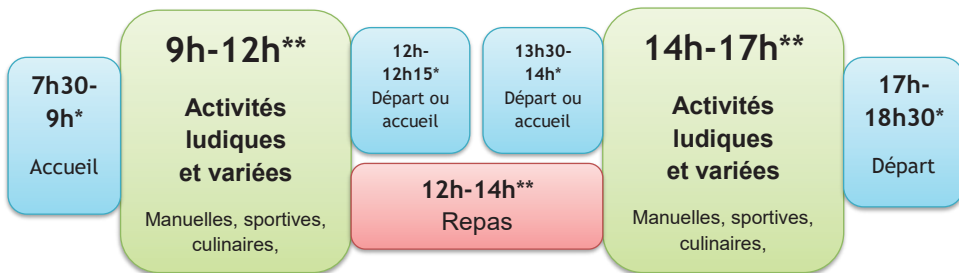 7h30-
9h*
Accueil
9h-12h**
Activités
ludiques
et variées
Manuelles, sportives,
culinaires,
12h-
12h15*
Départ ou
accueil
13h30-
14h*
Départ ou
accueil
12h-14h**
Repas
14h-17h**
Activités
ludiques
et variées
Manuelles, sportives,
culinaires,
17h-
18h30*
Départ